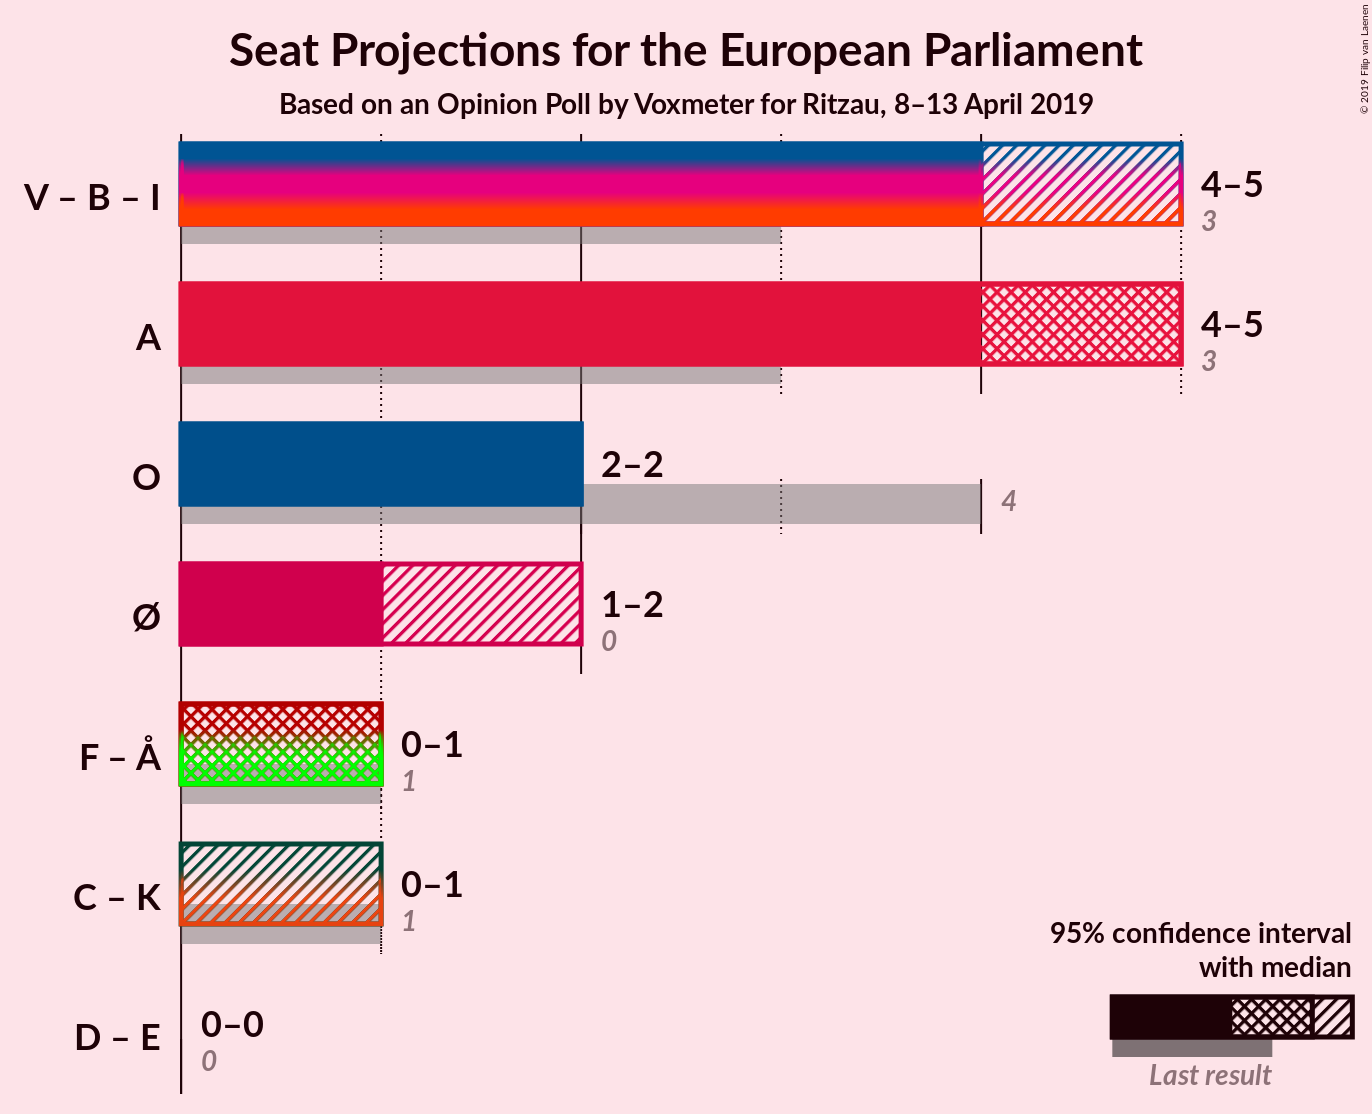 Seat Projections for the European Parliament
Based on an Opinion Poll by Voxmeter for Ritzau, 8–13 April 2019
© 2019 Filip van Laenen
V – B – I
4–5
3
A
4–5
3
O
2–2
4
Ø
1–2
0
F – Å
0–1
1
C – K
0–1
1
D – E
0–0
0
95% confidence interval
with median
Last result